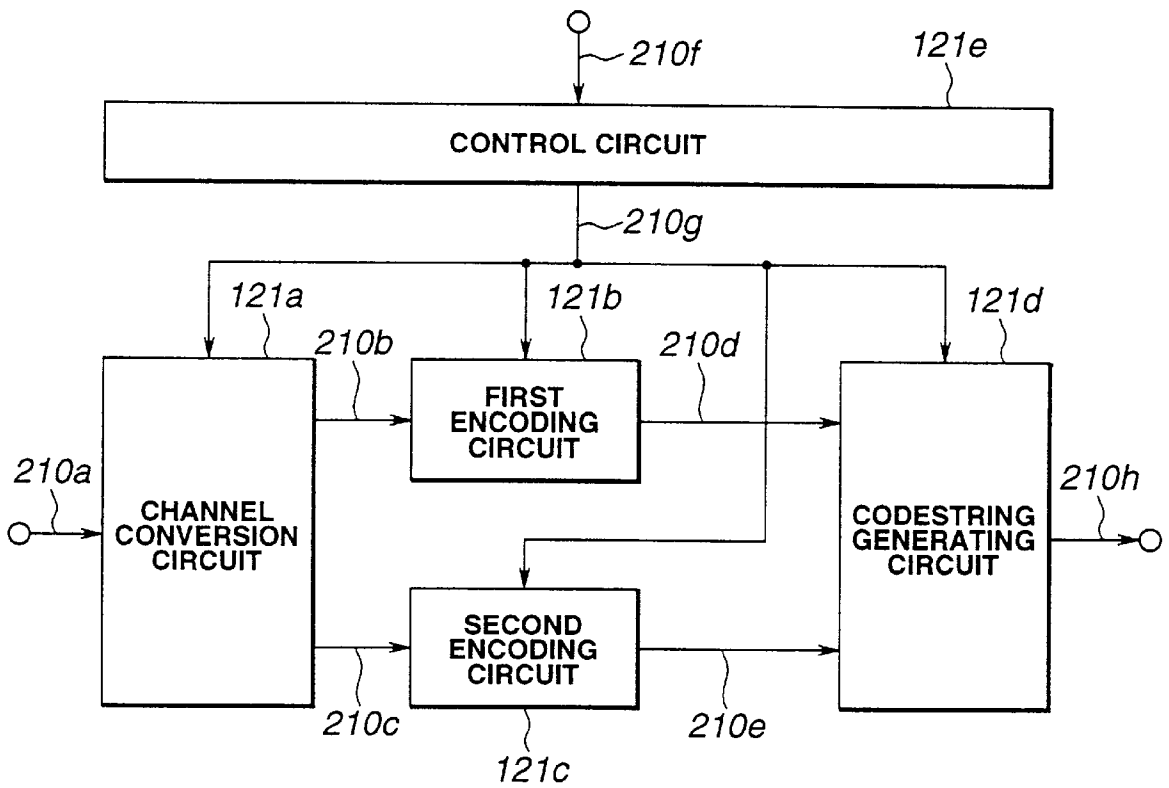 210f
121e
CONTROL CIRCUIT
210g
121a
121b
121d
210b
210d
FIRST
ENCODING
CIRCUIT
210a
210h
CHANNEL
CONVERSION
CIRCUIT
CODESTRING
GENERATING
CIRCUIT
SECOND
ENCODING
CIRCUIT
210c
210e
121c